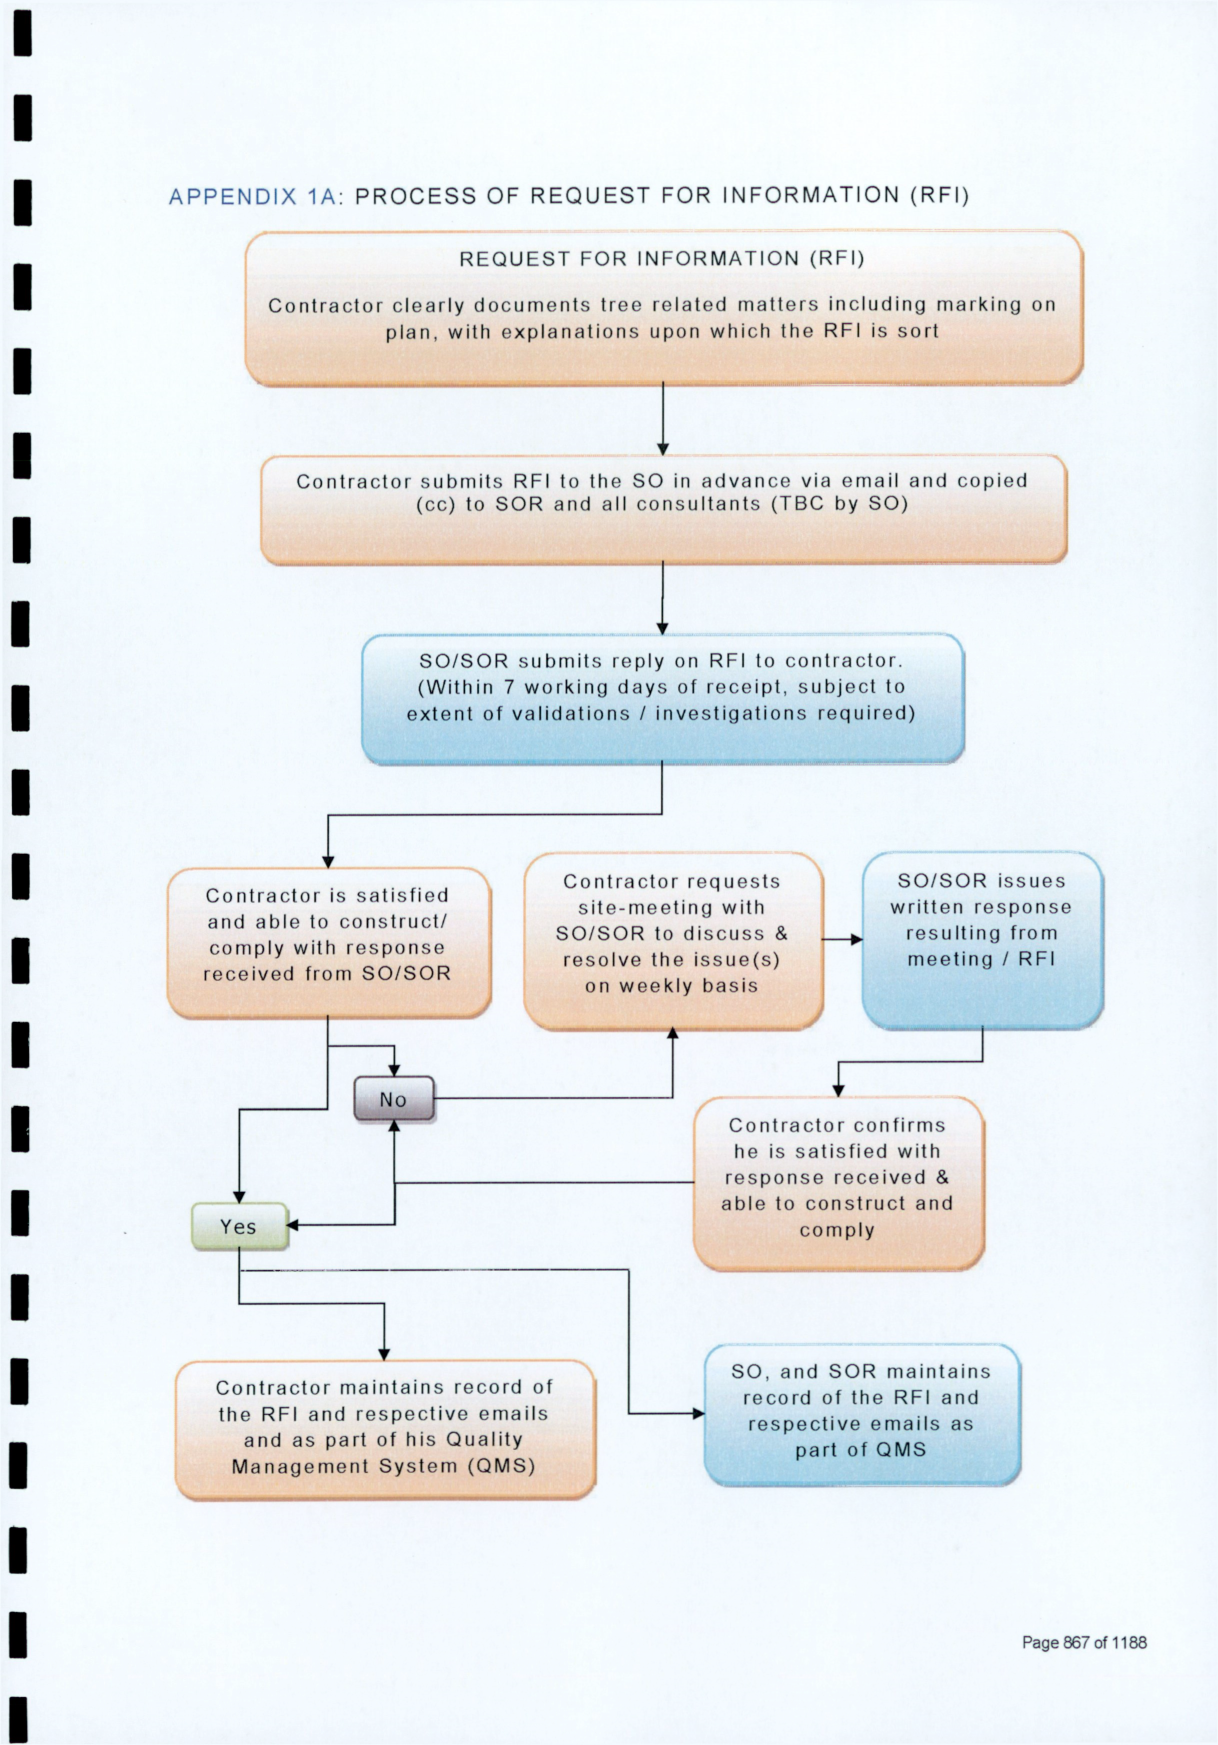 APPENDIX 1A: PROCESS OF REQUEST FOR INFORMATION (RFI)
REQUEST FOR INFORMATION (RFI)
Contractor clearly documents tree related matters including marking on
plan, with explanations upon which the RFI is sort
Contractor submits RFI to the SO in advance via email and copied
(cc) to SOR and all consultants (TBC by SO)
SO/SOR submits reply on RFI to contractor.
(Within 7 working days of receipt, subject to
extent of validations / investigations required)
Contractor is satisfied
and able to construct/
comply with response
received from SO/SOR
Contractor requests
site-meeting with
SO/SOR to discuss &
resolve the issue(s)
on weekly basis
SO/SOR issues
written response
resulting from
meeting / RFI
No
Contractor confirms
he is satisfied with
response received &
able to construct and
comply
Yes
Contractor maintains record of
the RFI and respective emails
and as part of his Quality
Management System (QMS)
SO, and SOR maintains
record of the RFI and
respective emails as
part of QMS
Page 867 of 1188